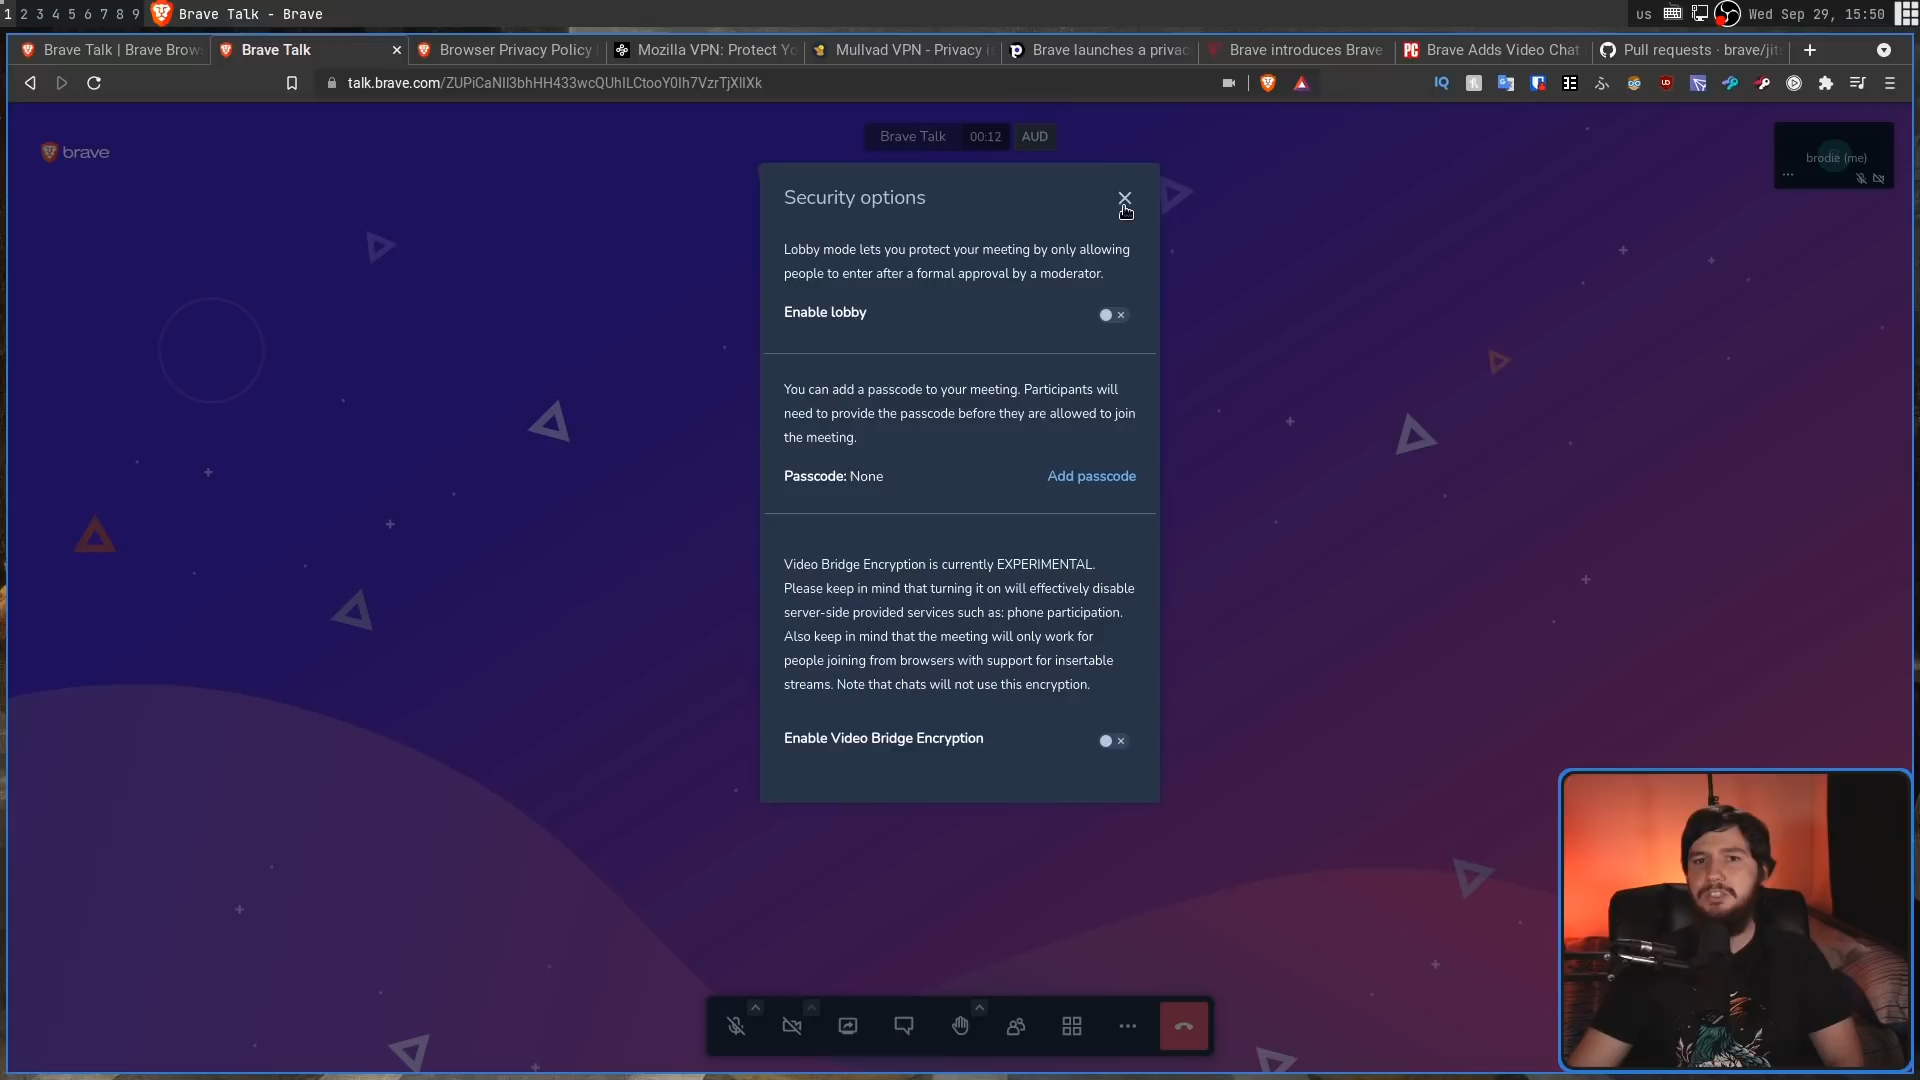 1 2 3 4 5 6 7 8 9 Brave Talk - Brave
us Wed Sep 29, 15:50
Brave Talk | Brave Brow
Brave Talk
Browser Privacy Policy
Mozilla VPN: Protect Yo
Mullvad VPN - Privacy i
Brave launches a privac
Brave introduces Brave
PC Brave Adds Video Chat
Pull requests · brave/jit
talk.brave.com/ZUPiCaNII3bhHH433wcQUhILCtooY0Ih7VzrTjXlIXk
IQ
brave
Brave Talk 00:12 AUD
brodie (me)
Security options
Lobby mode lets you protect your meeting by only allowing
people to enter after a formal approval by a moderator.
Enable lobby
You can add a passcode to your meeting. Participants will
need to provide the passcode before they are allowed to join
the meeting.
Passcode: None
Add passcode
Video Bridge Encryption is currently EXPERIMENTAL.
Please keep in mind that turning it on will effectively disable
server-side provided services such as: phone participation.
Also keep in mind that the meeting will only work for
people joining from browsers with support for insertable
streams. Note that chats will not use this encryption.
Enable Video Bridge Encryption